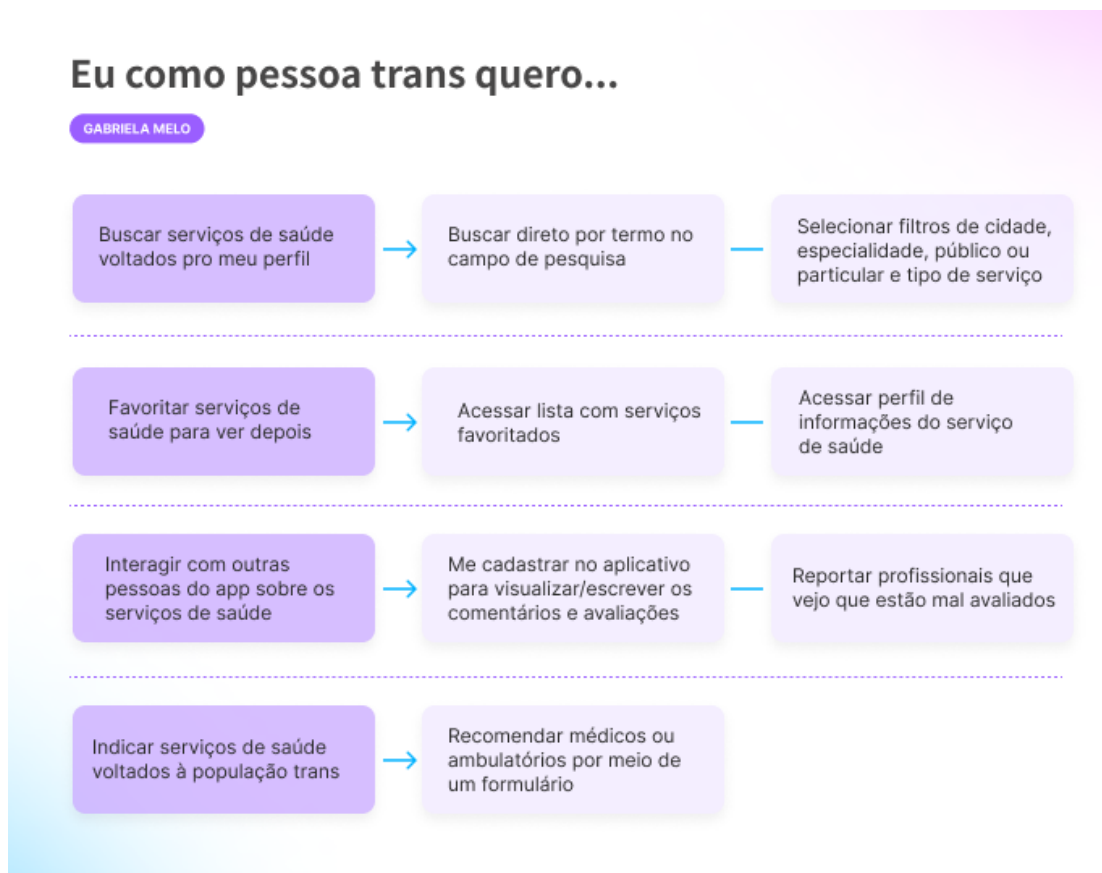 Eu como pessoa trans quero...
GABRIELA MELO
Buscar serviços de saúde
voltados pro meu perfil
Buscar direto por termo no
campo de pesquisa
Selecionar filtros de cidade,
especialidade, público ou
particular e tipo de serviço
Favoritar serviços de
saúde para ver depois
Acessar lista com serviços
favoritados
Acessar perfil de
informações do serviço
de saúde
Interagir com outras
pessoas do app sobre os
serviços de saúde
Me cadastrar no aplicativo
para visualizar/escrever os
comentários e avaliações
Reportar profissionais que
vejo que estão mal avaliados
Indicar serviços de saúde
voltados à população trans
Recomendar médicos ou
ambulatórios por meio de
um formulário